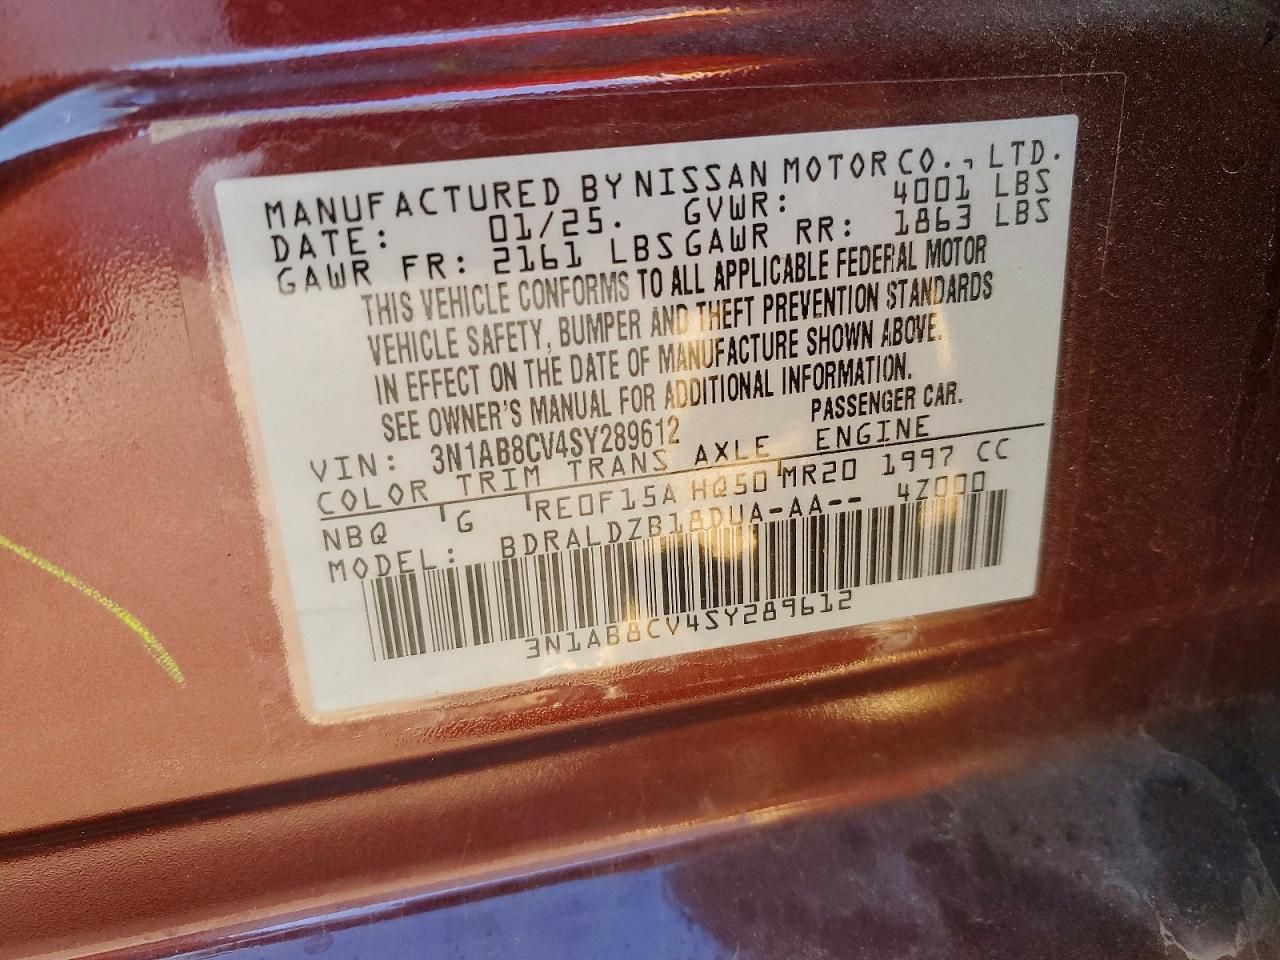 MANUFACTURED BY NISSAN MOTOR CO., LTD.
DATE: 01/25. GVWR: 4001 LBS
GAWR FR: 2161 LBS GAWR RR: 1863 LBS
THIS VEHICLE CONFORMS TO ALL APPLICABLE FEDERAL MOTOR
VEHICLE SAFETY, BUMPER AND THEFT PREVENTION STANDARDS
IN EFFECT ON THE DATE OF MANUFACTURE SHOWN ABOVE.
SEE OWNER'S MANUAL FOR ADDITIONAL INFORMATION.
VIN: 3N1AB8CV4SY289612 PASSENGER CAR.
COLOR TRIM TRANS AXLE ENGINE
NBQ G RE0F15A HQ50 MR20 1997 CC
MODEL: BDRALDZB18DUA-AA-- 4Z000
3N1AB8CV4SY289612